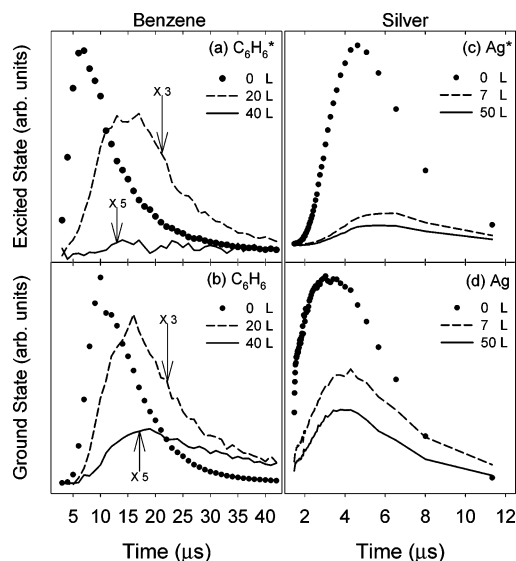 Benzene
Silver
Excited State (arb. units)
(a) C₆H₆*
0 L
20 L
40 L
X 3
X 5
(c) Ag*
0 L
7 L
50 L
Ground State (arb. units)
(b) C₆H₆
0 L
20 L
40 L
X 3
X 5
(d) Ag
0 L
7 L
50 L
5 10 15 20 25 30 35 40
2 4 6 8 10 12
Time (μs)
Time (μs)